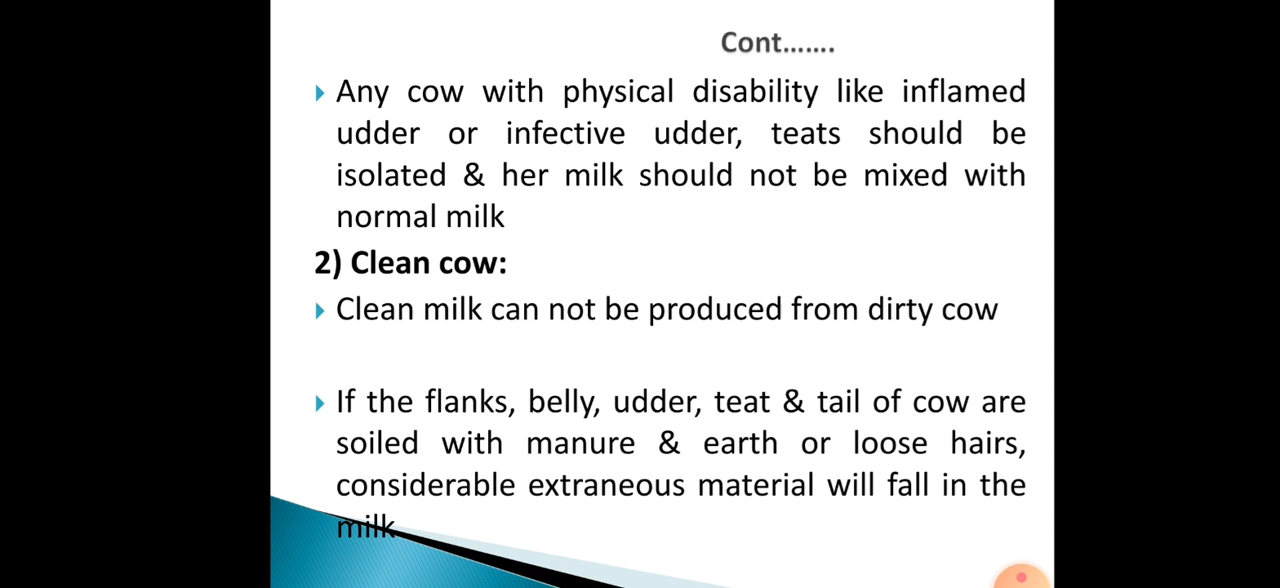 Cont.......
Any cow with physical disability like inflamed
udder or infective udder, teats should be
isolated & her milk should not be mixed with
normal milk
2) Clean cow:
Clean milk can not be produced from dirty cow
If the flanks, belly, udder, teat & tail of cow are
soiled with manure & earth or loose hairs,
considerable extraneous material will fall in the
milk